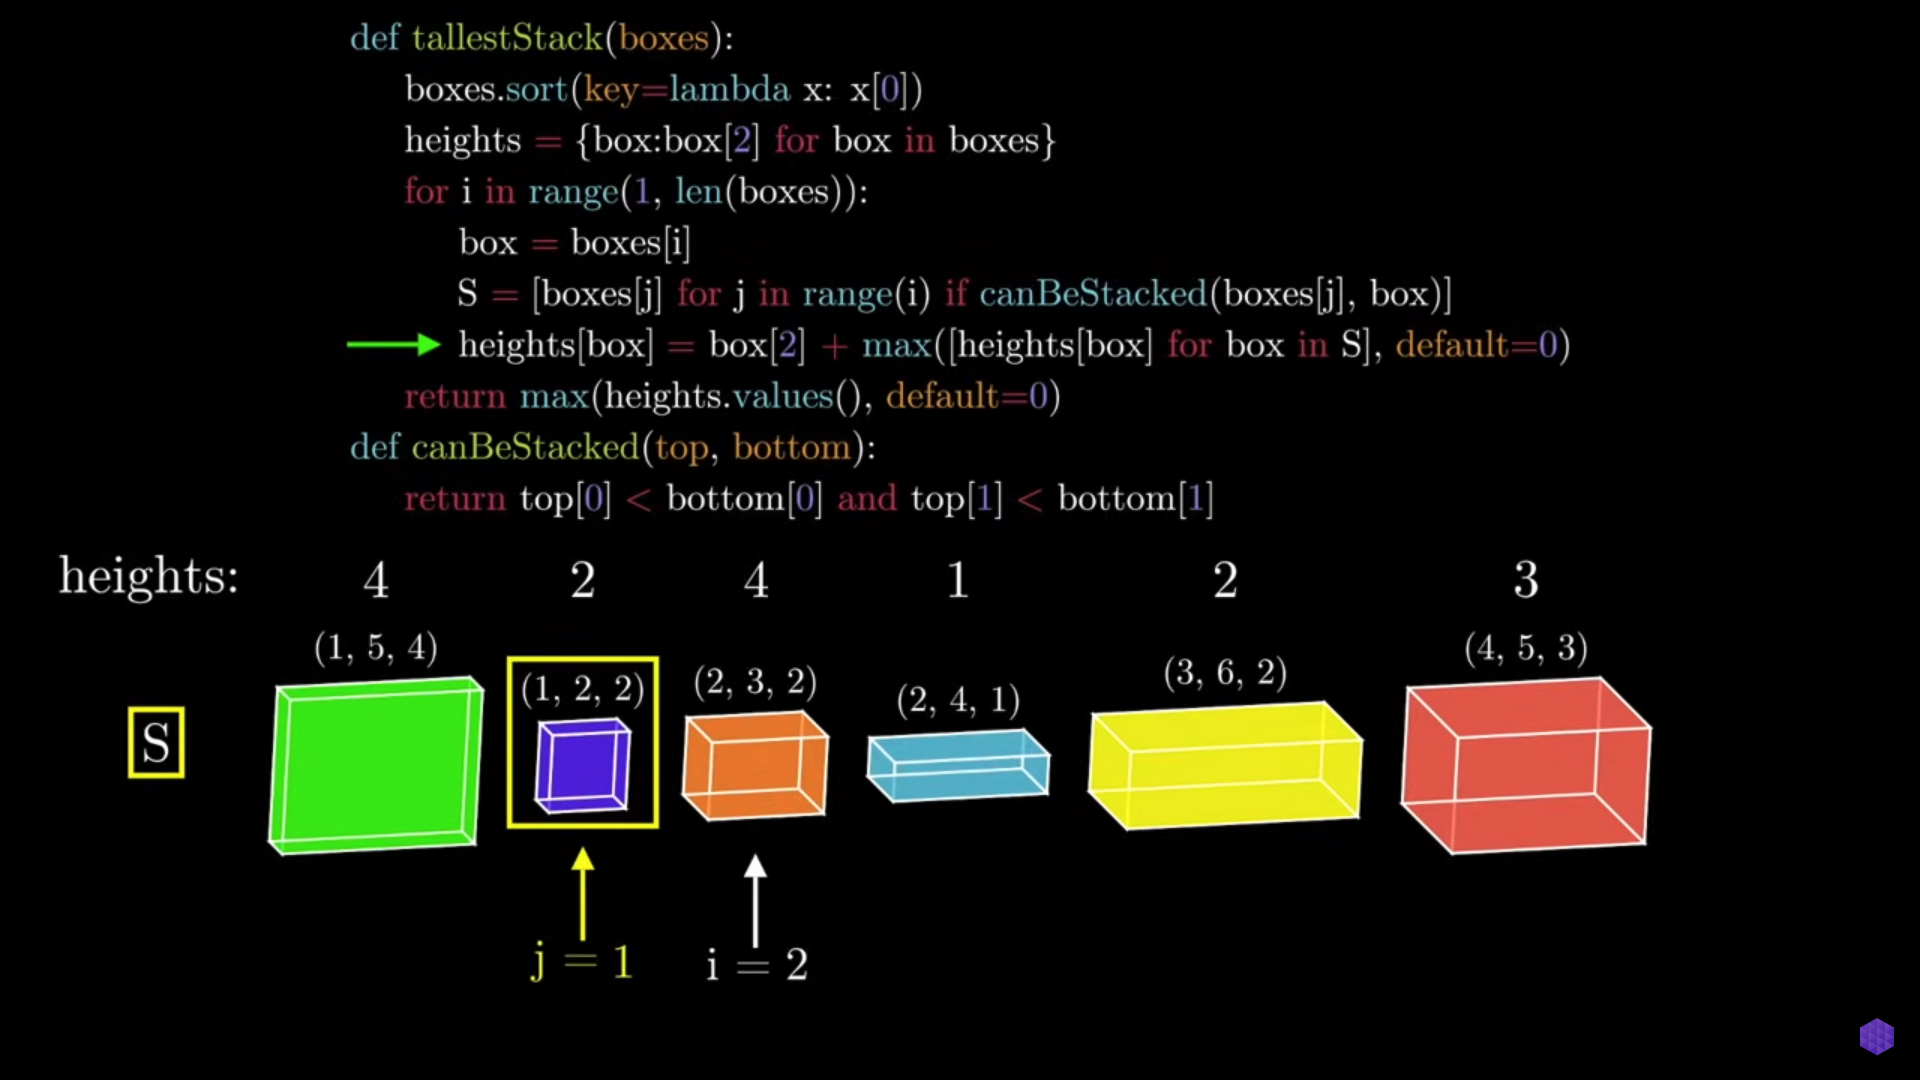 def tallestStack(boxes):
boxes.sort(key=lambda x: x[0])
heights = {box:box[2] for box in boxes}
for i in range(1, len(boxes)):
box = boxes[i]
S = [boxes[j] for j in range(i) if canBeStacked(boxes[j], box)]
heights[box] = box[2] + max([heights[box] for box in S], default=0)
return max(heights.values(), default=0)
def canBeStacked(top, bottom):
return top[0] < bottom[0] and top[1] < bottom[1]
heights: 4 2 4 1 2 3
(1, 5, 4) (1, 2, 2) (2, 3, 2) (2, 4, 1) (3, 6, 2) (4, 5, 3)
S
j = 1 i = 2